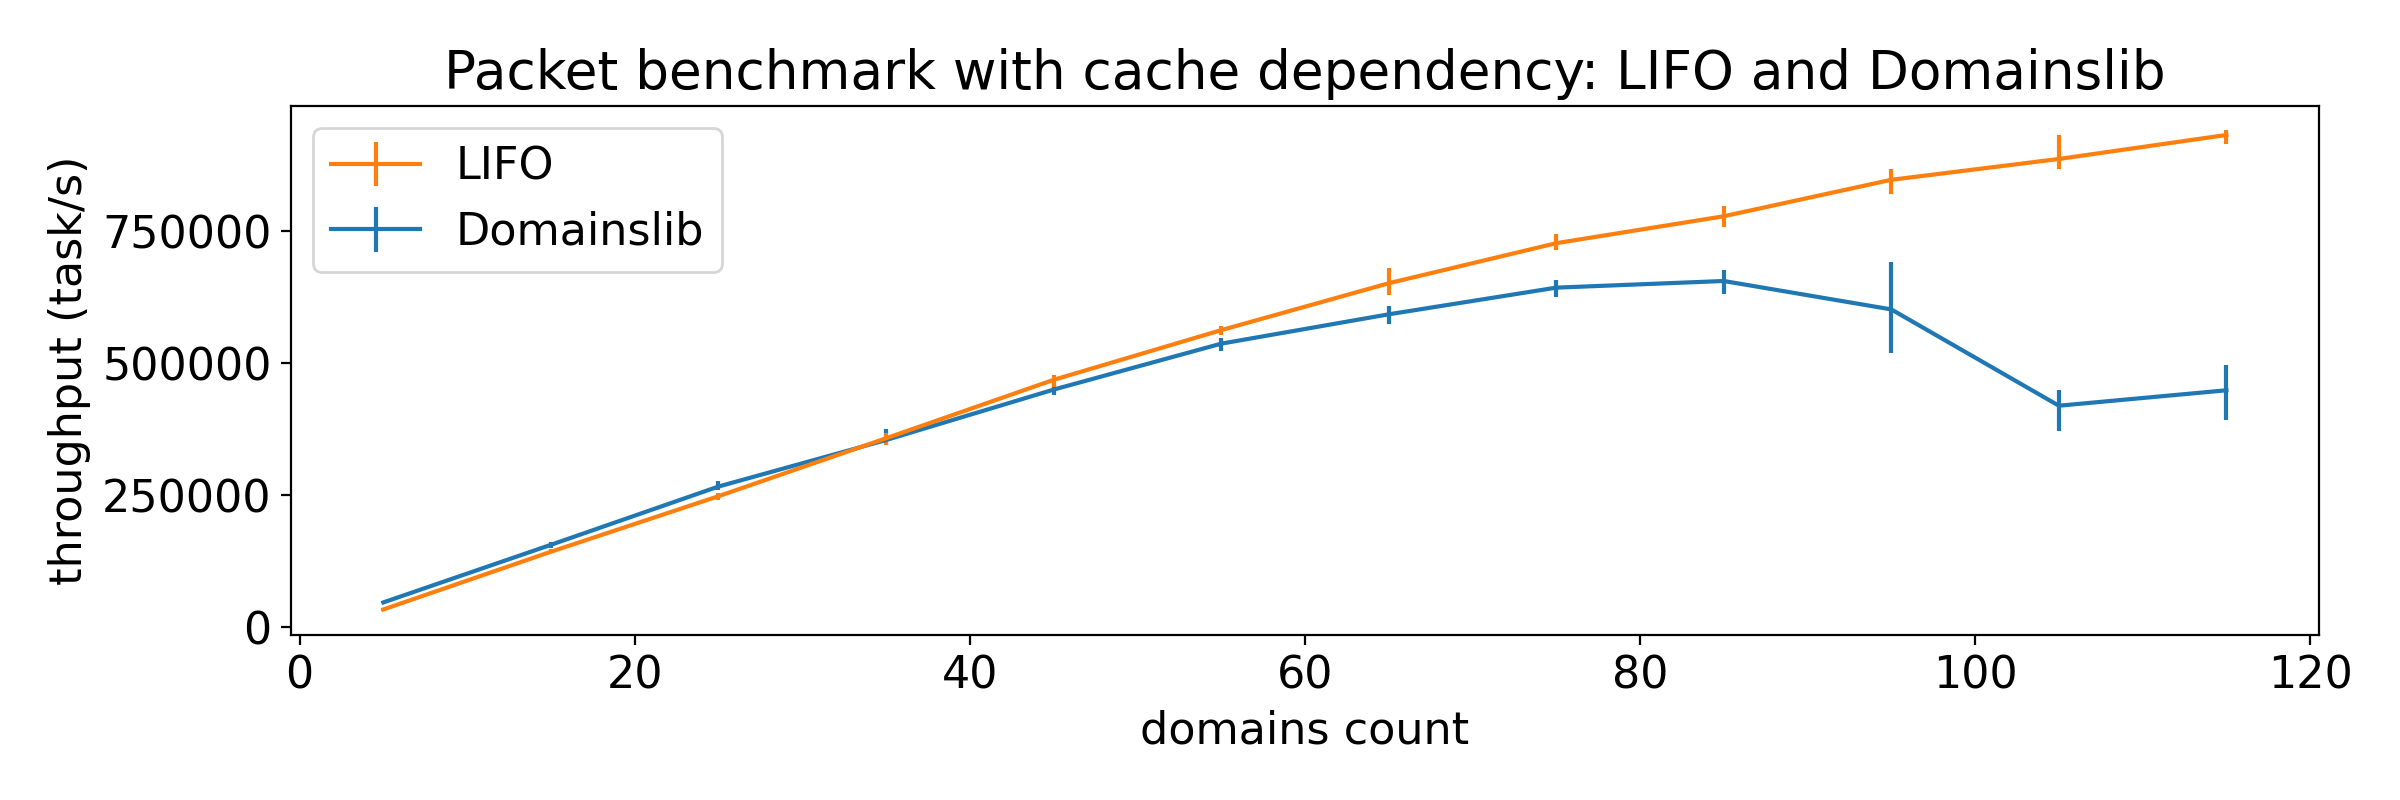 Packet benchmark with cache dependency: LIFO and Domainslib
LIFO
Domainslib
throughput (task/s)
750000
500000
250000
0
0 20 40 60 80 100 120
domains count